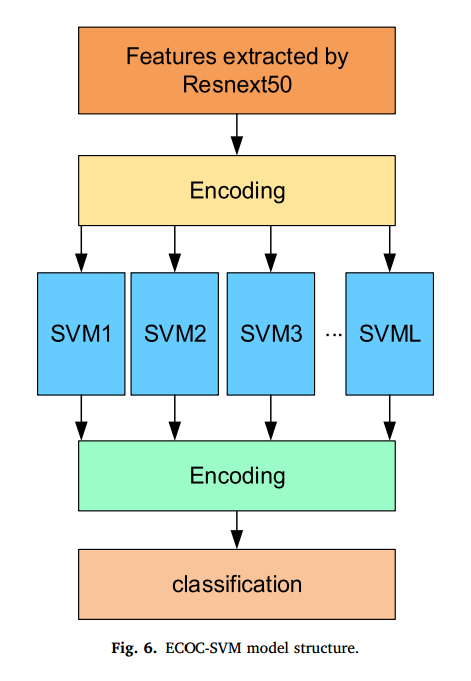 Features extracted by
Resnext50
Encoding
SVM1 SVM2 SVM3 ... SVML
Encoding
classification
Fig. 6. ECOC-SVM model structure.